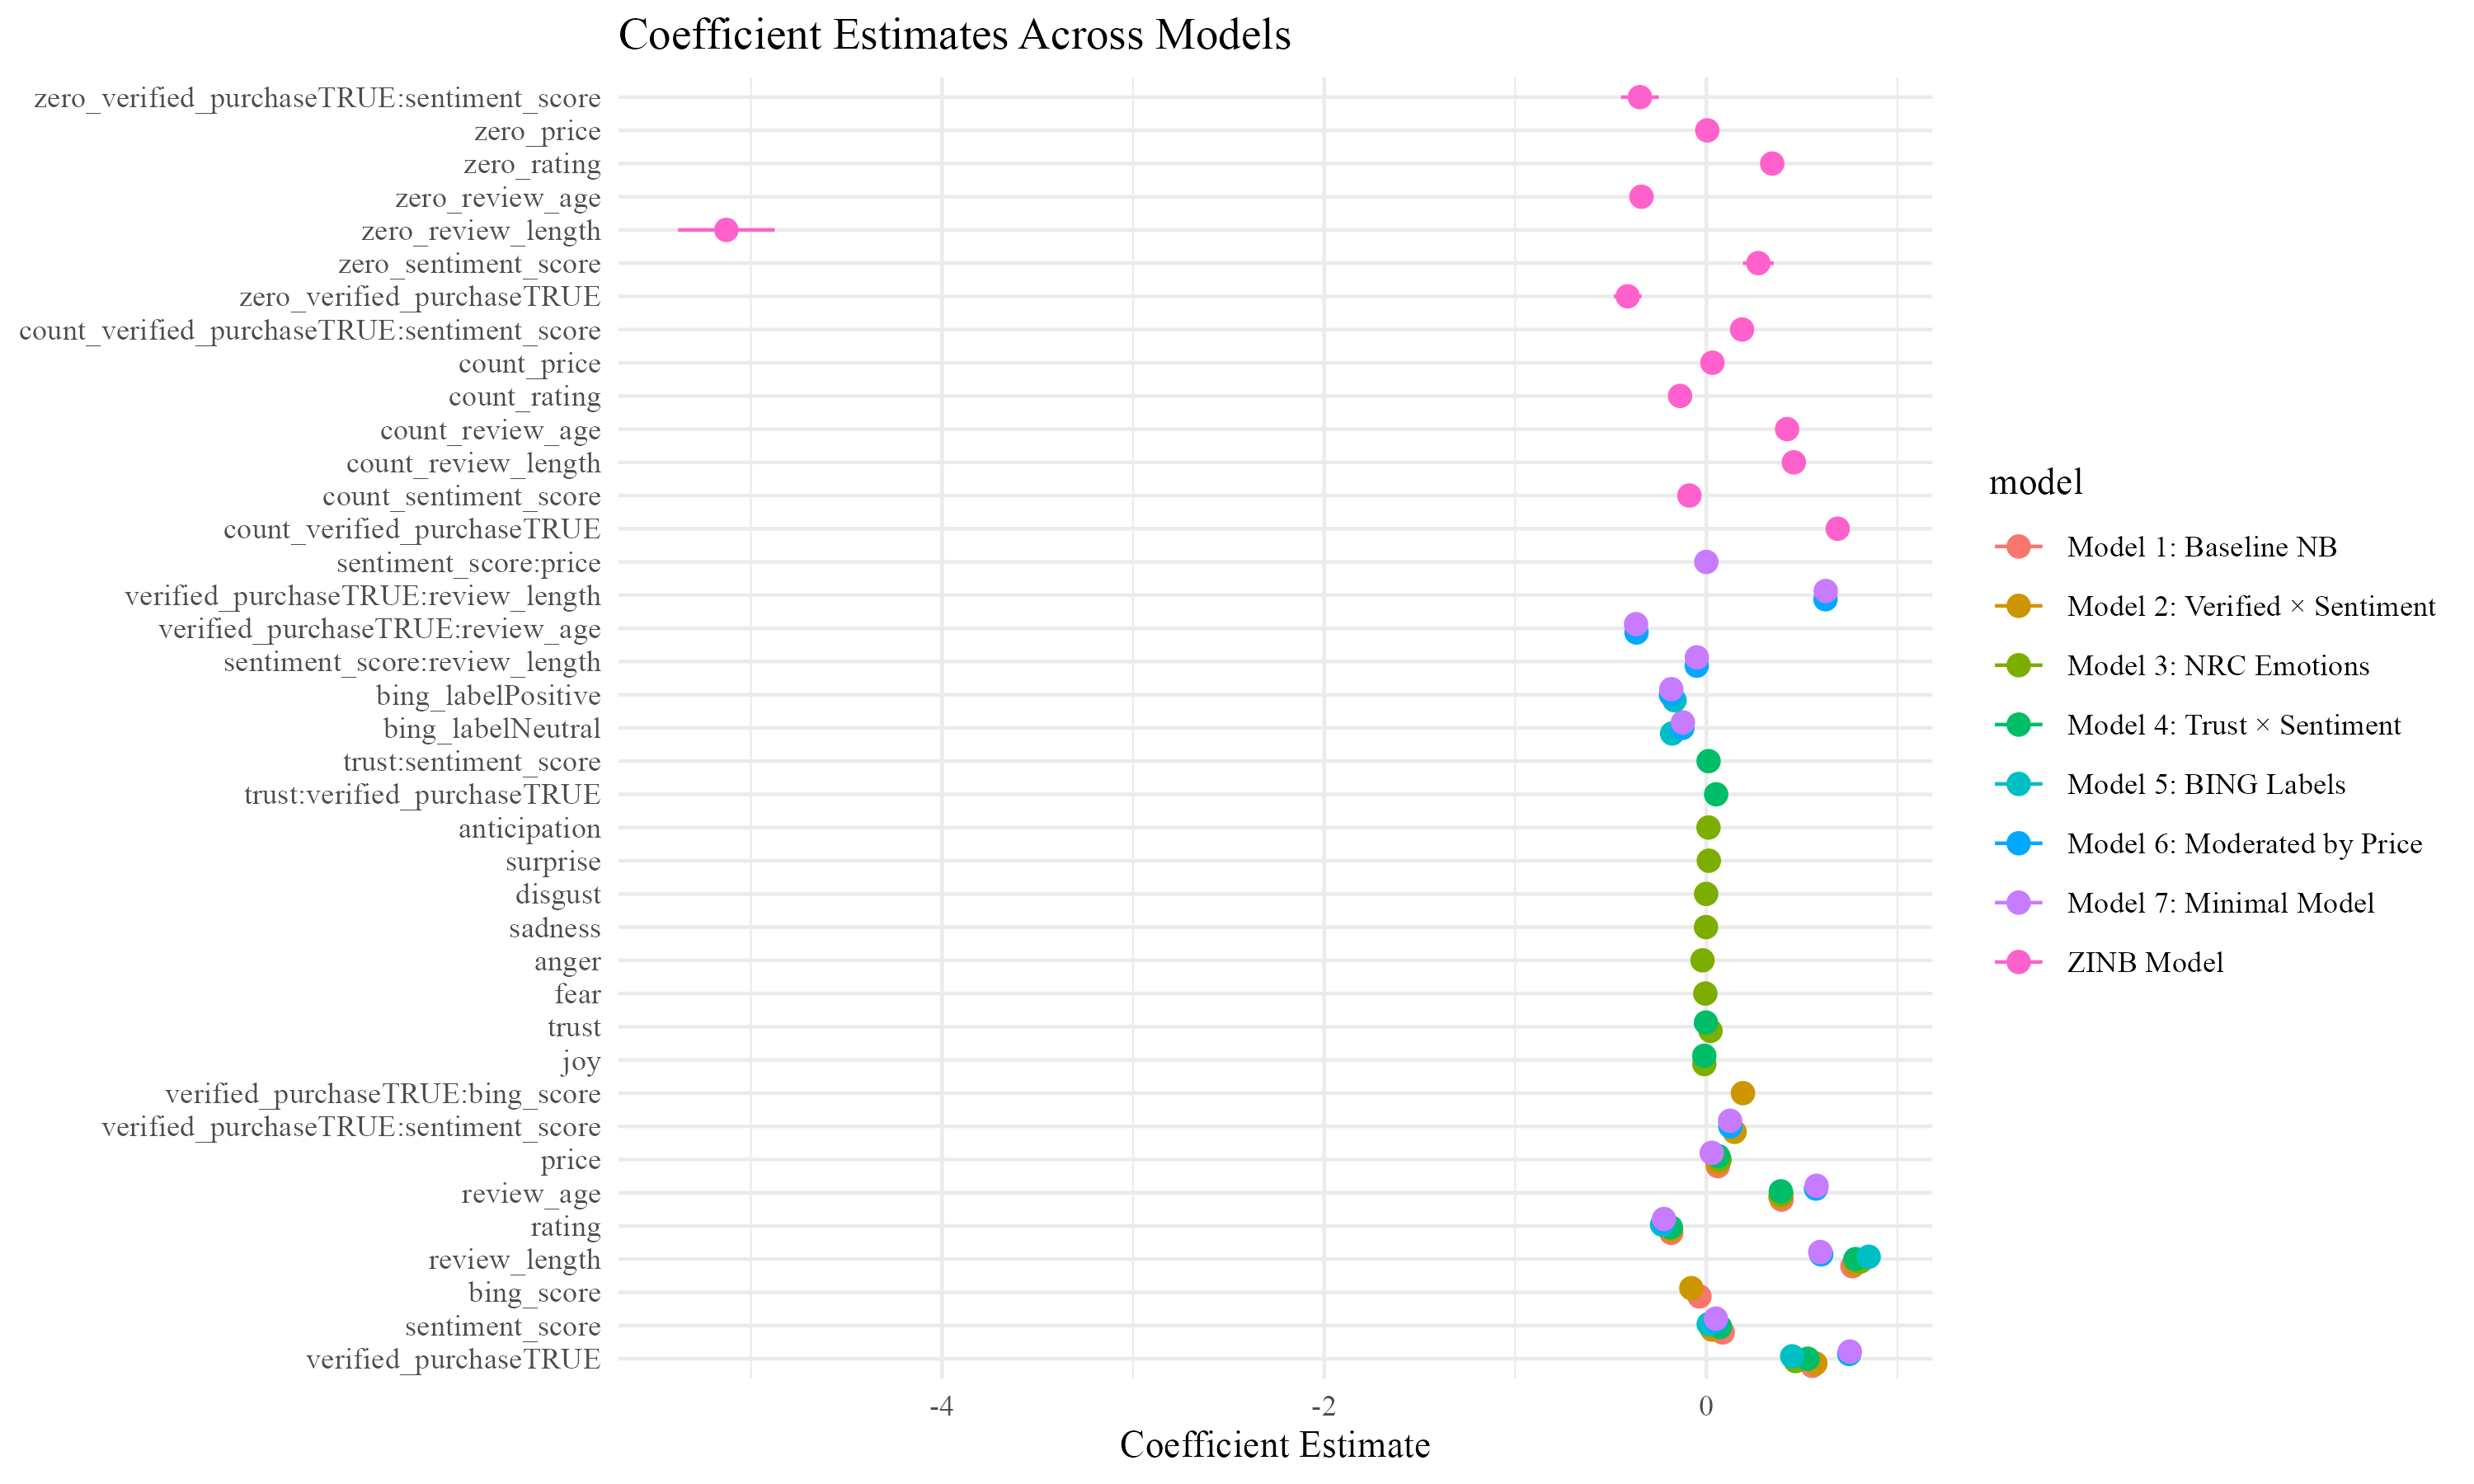 Coefficient Estimates Across Models
zero_verified_purchaseTRUE:sentiment_score
zero_price
zero_rating
zero_review_age
zero_review_length
zero_sentiment_score
zero_verified_purchaseTRUE
count_verified_purchaseTRUE:sentiment_score
count_price
count_rating
count_review_age
count_review_length
count_sentiment_score
count_verified_purchaseTRUE
sentiment_score:price
verified_purchaseTRUE:review_length
verified_purchaseTRUE:review_age
sentiment_score:review_length
bing_labelPositive
bing_labelNeutral
trust:sentiment_score
trust:verified_purchaseTRUE
anticipation
surprise
disgust
sadness
anger
fear
trust
joy
verified_purchaseTRUE:bing_score
verified_purchaseTRUE:sentiment_score
price
review_age
rating
review_length
bing_score
sentiment_score
verified_purchaseTRUE
-4
-2
0
Coefficient Estimate
model
Model 1: Baseline NB
Model 2: Verified × Sentiment
Model 3: NRC Emotions
Model 4: Trust × Sentiment
Model 5: BING Labels
Model 6: Moderated by Price
Model 7: Minimal Model
ZINB Model